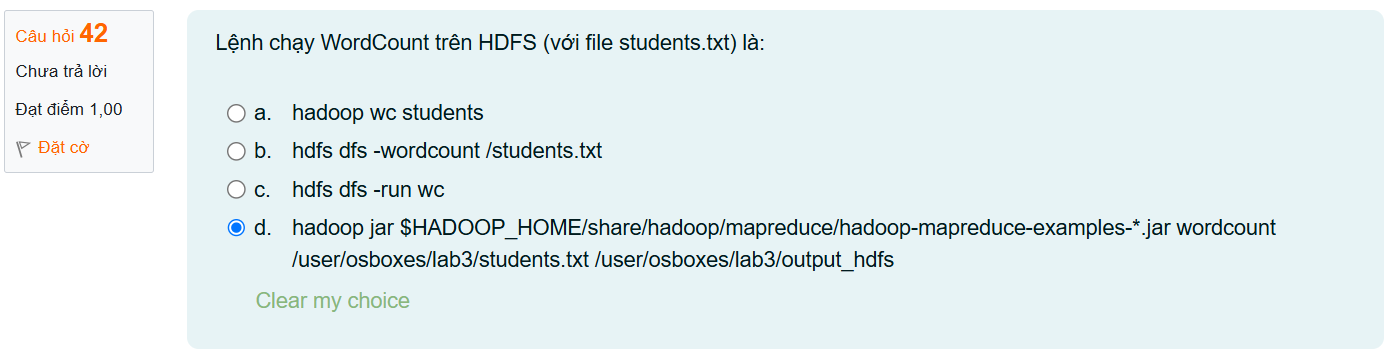 Câu hỏi 42
Chưa trả lời
Đạt điểm 1,00
Đặt cờ
Lệnh chạy WordCount trên HDFS (với file students.txt) là:
a. hadoop wc students
b. hdfs dfs -wordcount /students.txt
c. hdfs dfs -run wc
d. hadoop jar $HADOOP_HOME/share/hadoop/mapreduce/hadoop-mapreduce-examples-*.jar wordcount
/user/osboxes/lab3/students.txt /user/osboxes/lab3/output_hdfs
Clear my choice